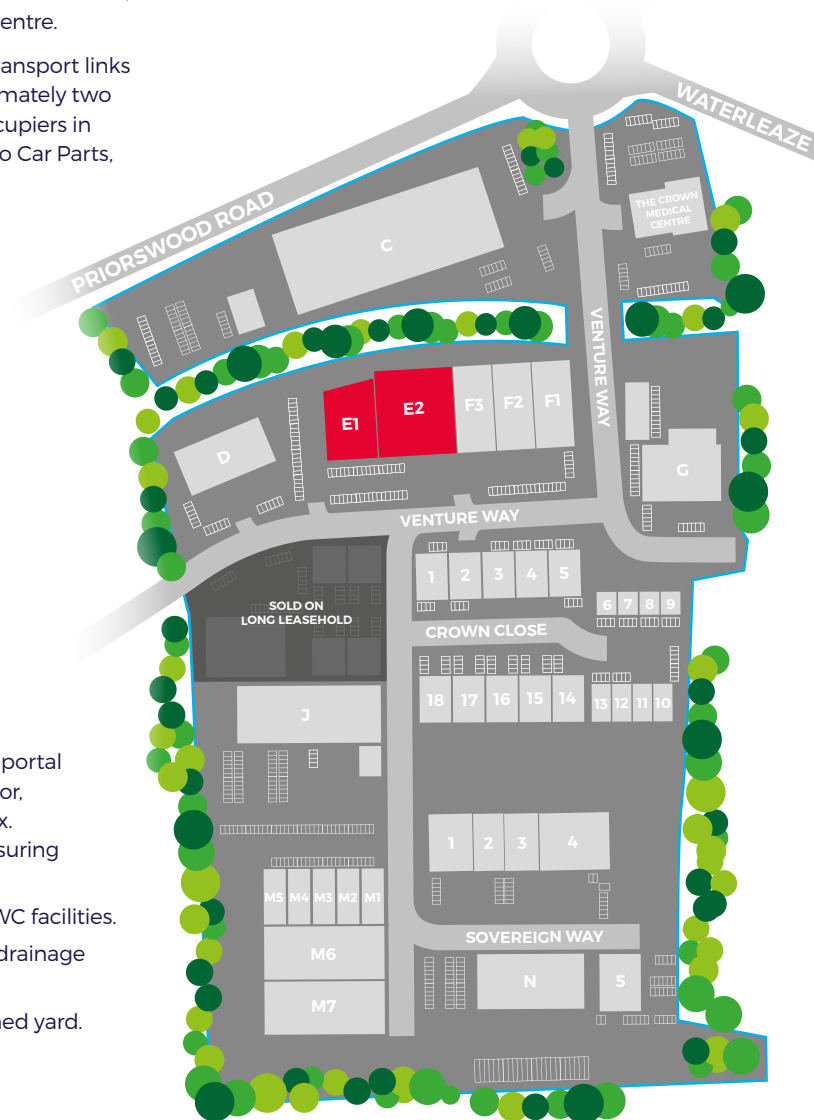 entre.
ransport links
mately two
cupiers in
o Car Parts,
WATERLEAZE
PRIORSWOOD ROAD
THE CROWN
MEDICAL
CENTRE
C
VENTURE WAY
E1
E2
F3
F2
F1
D
G
VENTURE WAY
1
2
3
4
5
SOLD ON
LONG LEASEHOLD
6
7
8
9
CROWN CLOSE
18
17
16
15
14
13
12
11
10
J
portal
or,
x.
suring
WC facilities.
drainage
ed yard.
1
2
3
4
M5
M4
M3
M2
M1
M6
M7
SOVEREIGN WAY
N
5